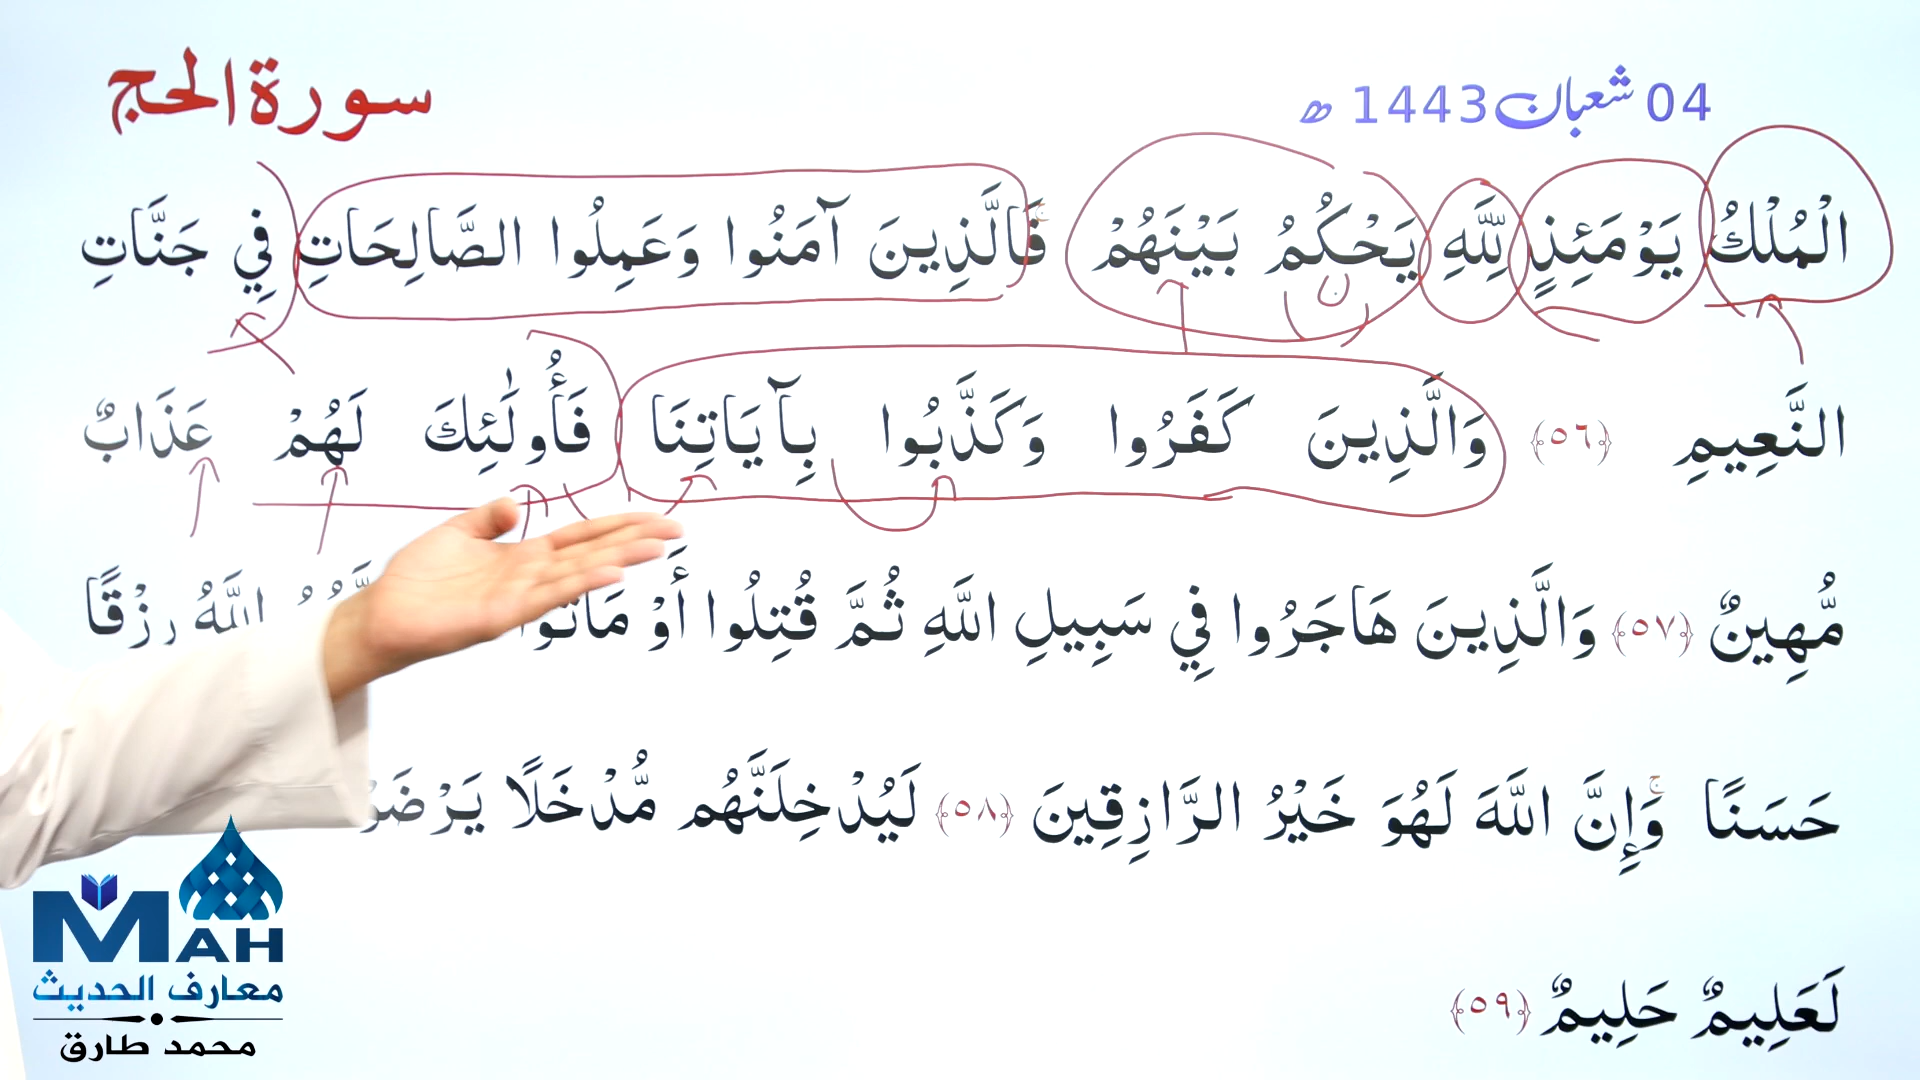 04 شعبان 1443 ھ
سورة الحج
الْمُلْكُ يَوْمَئِذٍ لِلَّهِ يَحْكُمُ بَيْنَهُمْ ۚ فَالَّذِينَ آمَنُوا وَعَمِلُوا الصَّالِحَاتِ فِي جَنَّاتِ
النَّعِيمِ ﴿٥٦﴾ وَالَّذِينَ كَفَرُوا وَكَذَّبُوا بِآيَاتِنَا فَأُولَٰئِكَ لَهُمْ عَذَابٌ
مُّهِينٌ ﴿٥٧﴾ وَالَّذِينَ هَاجَرُوا فِي سَبِيلِ اللَّهِ ثُمَّ قُتِلُوا أَوْ مَاتُوا اللَّهُ رِزْقًا
حَسَنًا ۚ وَإِنَّ اللَّهَ لَهُوَ خَيْرُ الرَّازِقِينَ ﴿٥٨﴾ لَيُدْخِلَنَّهُم مُّدْخَلًا
لَعَلِيمٌ حَلِيمٌ ﴿٥٩﴾
MAH
معارف الحديث
محمد طارق